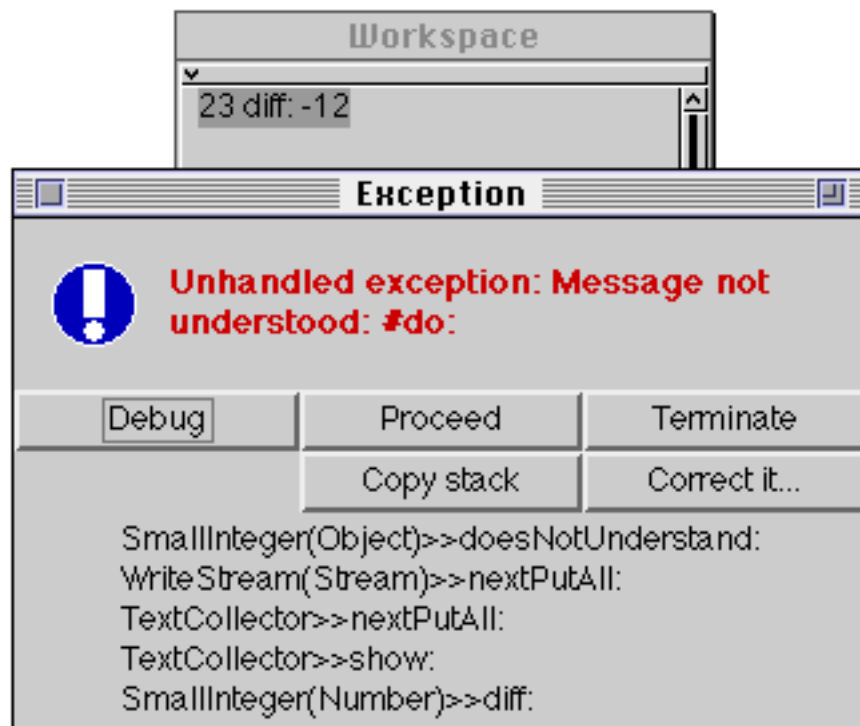 Workspace
23 diff: -12
Exception
Unhandled exception: Message not
understood: #do:
Debug Proceed Terminate
Copy stack Correct it...
SmallInteger(Object)>>doesNotUnderstand:
WriteStream(Stream)>>nextPutAll:
TextCollector>>nextPutAll:
TextCollector>>show:
SmallInteger(Number)>>diff: